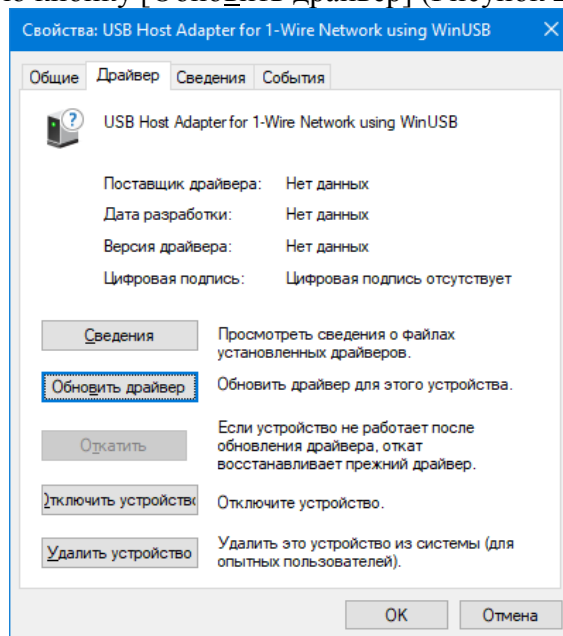 кнопку [Обновить драйвер] (Рисунок
Свойства: USB Host Adapter for 1-Wire Network using WinUSB
Общие Драйвер Сведения События
USB Host Adapter for 1-Wire Network using WinUSB
Поставщик драйвера: Нет данных
Дата разработки: Нет данных
Версия драйвера: Нет данных
Цифровая подпись: Цифровая подпись отсутствует
Сведения Просмотреть сведения о файлах
установленных драйверов.
Обновить драйвер Обновить драйвер для этого устройства.
Если устройство не работает после
Откатить обновления драйвера, откат
восстанавливает прежний драйвер.
Отключить устройство Отключите устройство.
Удалить устройство Удалить это устройство из системы (для
опытных пользователей).
OK Отмена